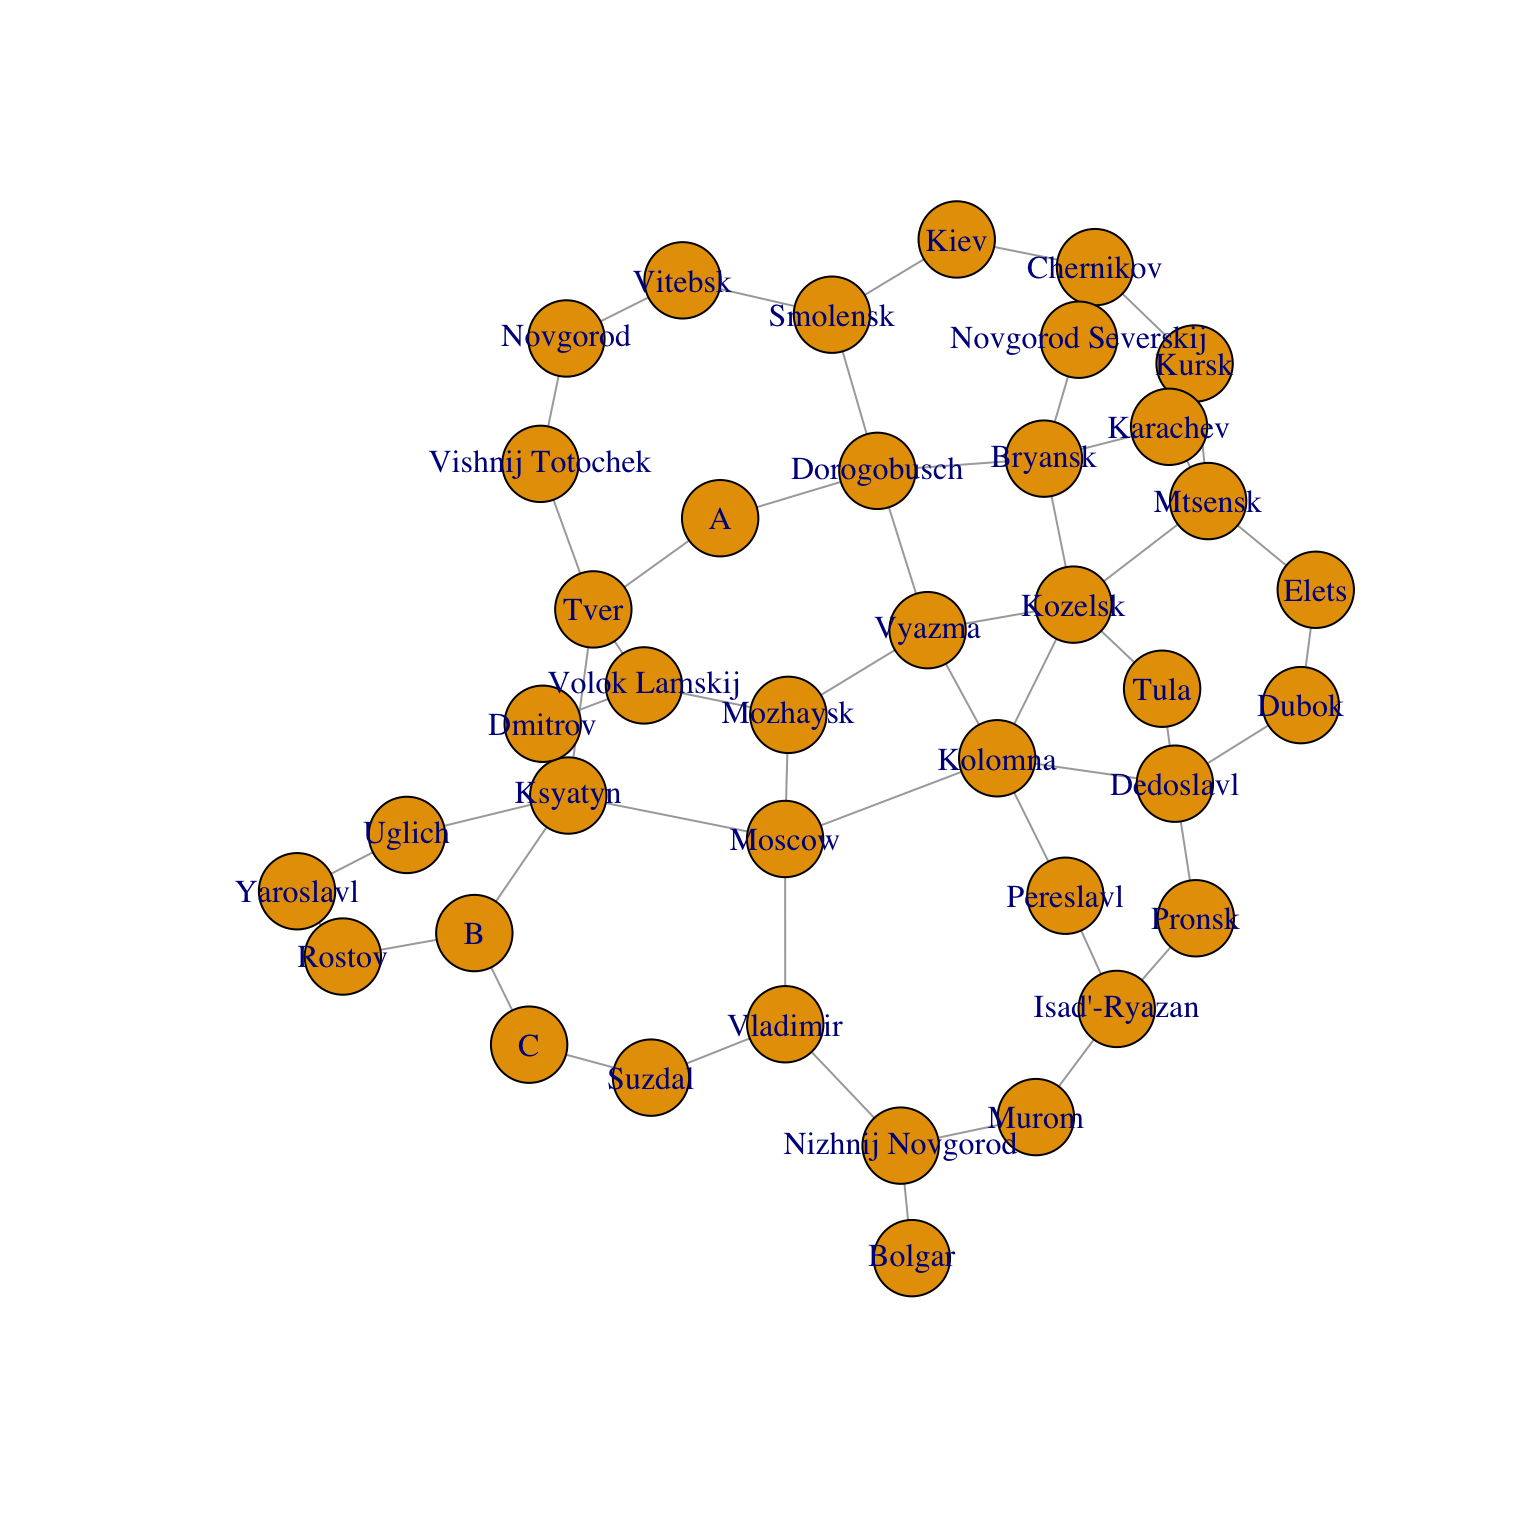 Kiev
Chernikov
Vitebsk
Smolensk
Novgorod
Novgorod Severskij
Kursk
Karachev
Vishnij Totochek
Dorogobusch
Bryansk
Mtsensk
A
Elets
Tver
Vyazma
Kozelsk
Volok Lamskij
Tula
Dubok
Dmitrov
Mozhaysk
Kolomna
Dedoslavl
Ksyatyn
Uglich
Moscow
Yaroslavl
Pereslavl
Pronsk
B
Rostov
Isad'-Ryazan
Vladimir
C
Suzdal
Murom
Nizhnij Novgorod
Bolgar